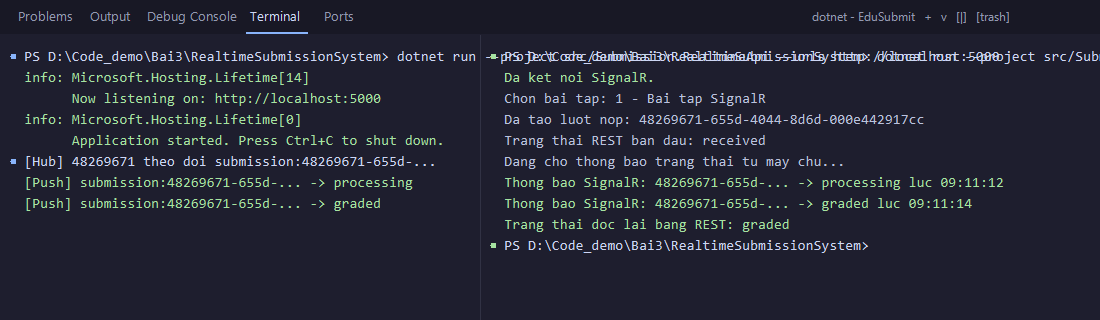 Problems Output Debug Console Terminal Ports
dotnet - EduSubmit + v [|] [trash]
PS D:\Code_demo\Bai3\RealtimeSubmissionSystem> dotnet run
info: Microsoft.Hosting.Lifetime[14]
Now listening on: http://localhost:5000
info: Microsoft.Hosting.Lifetime[0]
Application started. Press Ctrl+C to shut down.
[Hub] 48269671 theo doi submission:48269671-655d-...
[Push] submission:48269671-655d-... -> processing
[Push] submission:48269671-655d-... -> graded
Da ket noi SignalR.
Chon bai tap: 1 - Bai tap SignalR
Da tao luot nop: 48269671-655d-4044-8d6d-000e442917cc
Trang thai REST ban dau: received
Dang cho thong bao trang thai tu may chu...
Thong bao SignalR: 48269671-655d-... -> processing luc 09:11:12
Thong bao SignalR: 48269671-655d-... -> graded luc 09:11:14
Trang thai doc lai bang REST: graded
PS D:\Code_demo\Bai3\RealtimeSubmissionSystem>